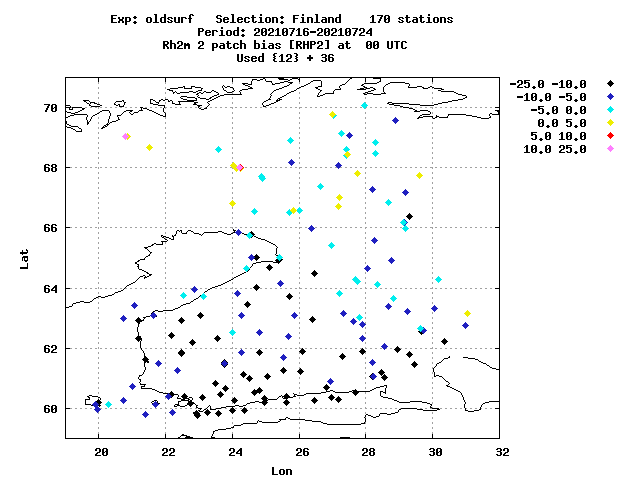 Exp: oldsurf   Selection: Finland    170 stations
Period: 20210716-20210724
Rh2m 2 patch bias [RHP2] at  00 UTC
Used {12} + 36
-25.0 -10.0
-10.0 -5.0
-5.0 0.0
0.0 5.0
5.0 10.0
10.0 25.0
70
68
66
64
62
60
Lat
20 22 24 26 28 30 32
Lon